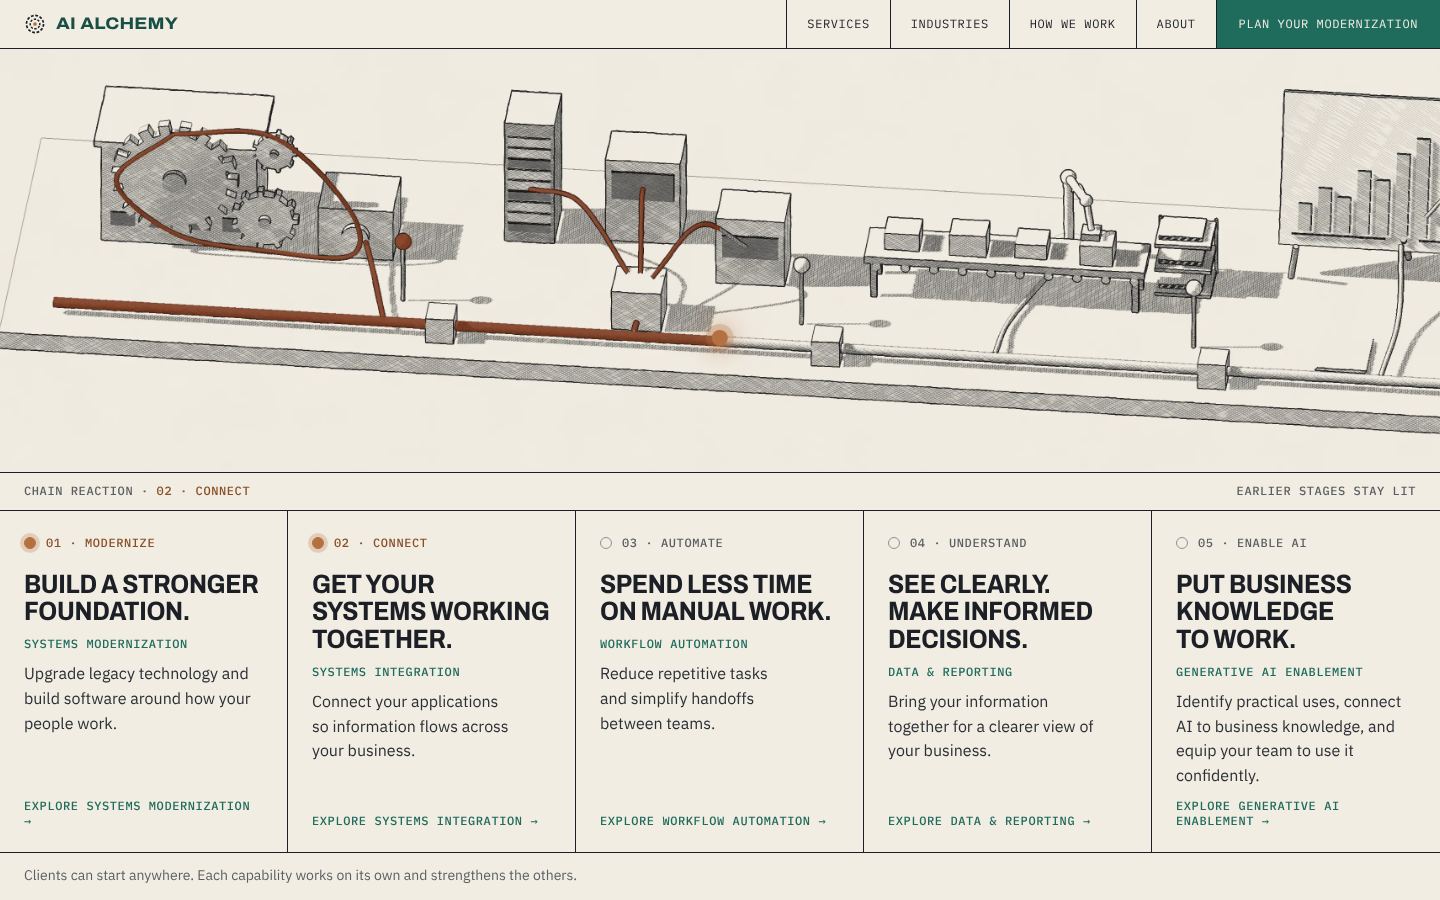 AI ALCHEMY
SERVICES
INDUSTRIES
HOW WE WORK
ABOUT
PLAN YOUR MODERNIZATION
CHAIN REACTION · 02 · CONNECT
EARLIER STAGES STAY LIT
01 · MODERNIZE
BUILD A STRONGER
FOUNDATION.
SYSTEMS MODERNIZATION
Upgrade legacy technology and
build software around how your
people work.
EXPLORE SYSTEMS MODERNIZATION
→
02 · CONNECT
GET YOUR
SYSTEMS WORKING
TOGETHER.
SYSTEMS INTEGRATION
Connect your applications
so information flows across
your business.
EXPLORE SYSTEMS INTEGRATION →
03 · AUTOMATE
SPEND LESS TIME
ON MANUAL WORK.
WORKFLOW AUTOMATION
Reduce repetitive tasks
and simplify handoffs
between teams.
EXPLORE WORKFLOW AUTOMATION →
04 · UNDERSTAND
SEE CLEARLY.
MAKE INFORMED
DECISIONS.
DATA & REPORTING
Bring your information
together for a clearer view of
your business.
EXPLORE DATA & REPORTING →
05 · ENABLE AI
PUT BUSINESS
KNOWLEDGE
TO WORK.
GENERATIVE AI ENABLEMENT
Identify practical uses, connect
AI to business knowledge, and
equip your team to use it
confidently.
EXPLORE GENERATIVE AI
ENABLEMENT →
Clients can start anywhere. Each capability works on its own and strengthens the others.